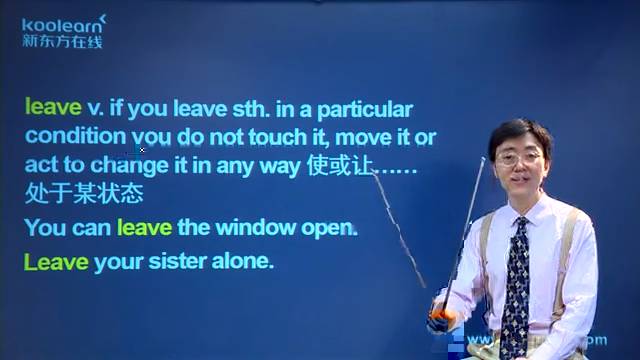 koolearn
新东方在线
leave v. if you leave sth. in a particular
condition you do not touch it, move it or
act to change it in any way 使或让……
处于某状态
You can leave the window open.
Leave your sister alone.